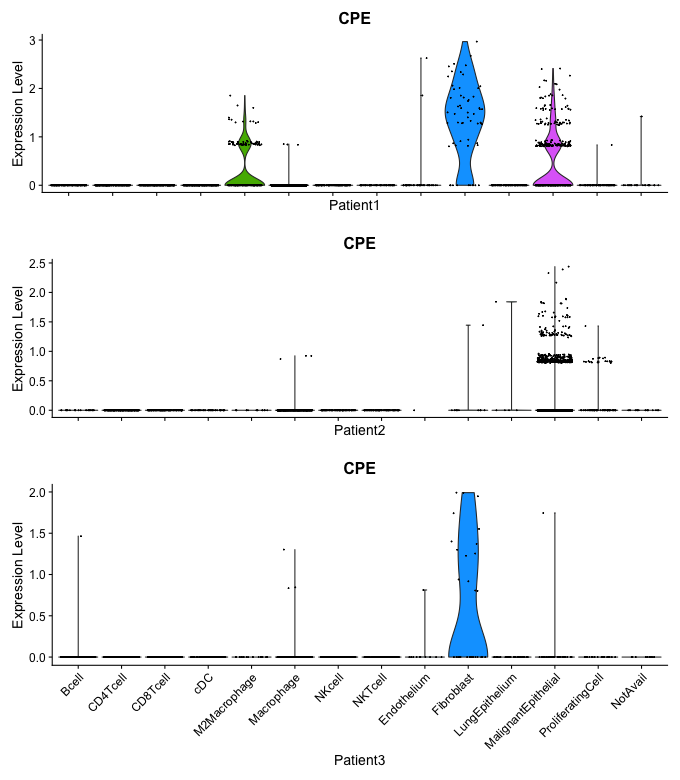 CPE
Expression Level
3
2
1
0
Patient1
CPE
Expression Level
2.5
2.0
1.5
1.0
0.5
0.0
Patient2
CPE
Expression Level
2.0
1.5
1.0
0.5
0.0
Bcell
CD4Tcell
CD8Tcell
cDC
M2Macrophage
Macrophage
NKcell
NKTcell
Endothelium
Fibroblast
LungEpithelium
MalignantEpithelial
ProliferatingCell
NotAvail
Patient3